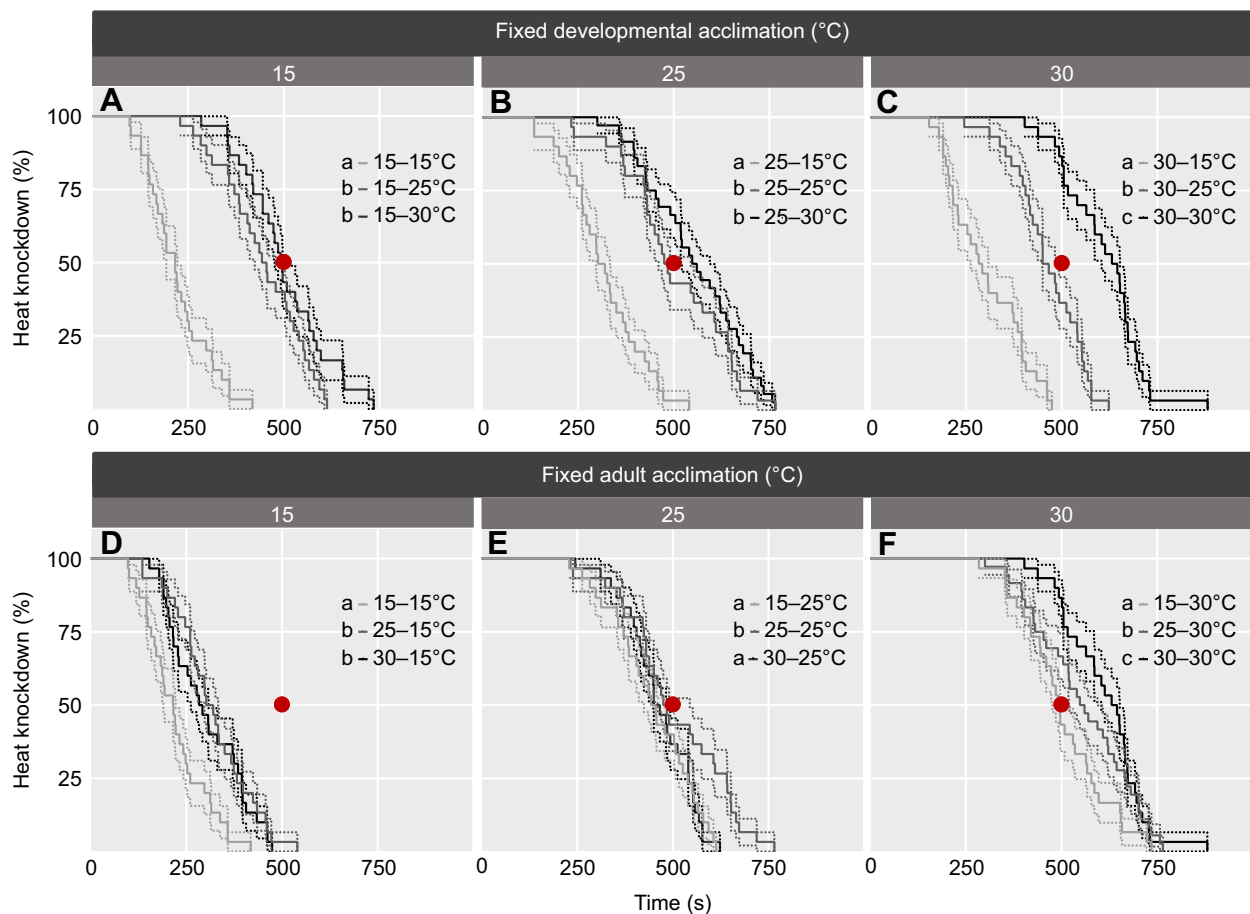 Fixed developmental acclimation (°C)
15
25
30
A
B
C
Heat knockdown (%)
100
75
50
25
a – 15–15°C
b – 15–25°C
b – 15–30°C
a – 25–15°C
b – 25–25°C
b – 25–30°C
a – 30–15°C
b – 30–25°C
c – 30–30°C
0 250 500 750
0 250 500 750
0 250 500 750
Fixed adult acclimation (°C)
15
25
30
D
E
F
Heat knockdown (%)
100
75
50
25
a – 15–15°C
b – 25–15°C
b – 30–15°C
a – 15–25°C
b – 25–25°C
a – 30–25°C
a – 15–30°C
b – 25–30°C
c – 30–30°C
0 250 500 750
0 250 500 750
0 250 500 750
Time (s)